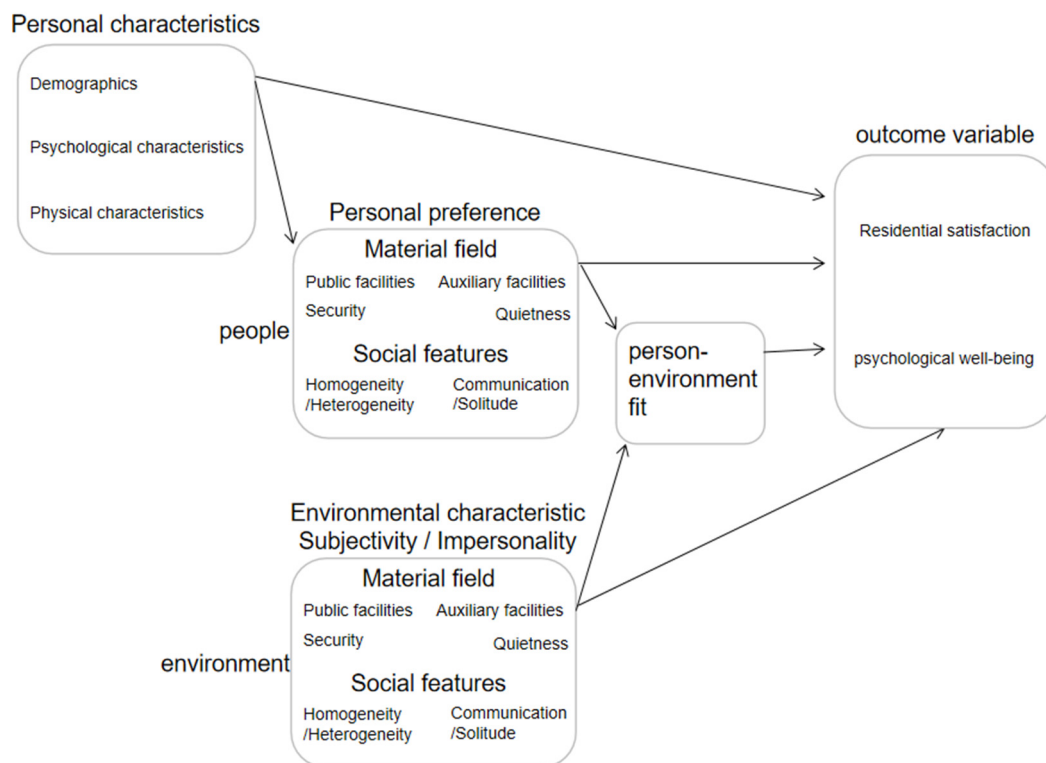 Personal characteristics
Demographics
Psychological characteristics
Physical characteristics
outcome variable
Residential satisfaction
psychological well-being
Personal preference
Material field
Public facilities
Auxiliary facilities
Security
Quietness
people
Social features
Homogeneity
/Heterogeneity
Communication
/Solitude
person-
environment
fit
Environmental characteristic
Subjectivity / Impersonality
Material field
Public facilities
Auxiliary facilities
Security
Quietness
environment
Social features
Homogeneity
/Heterogeneity
Communication
/Solitude